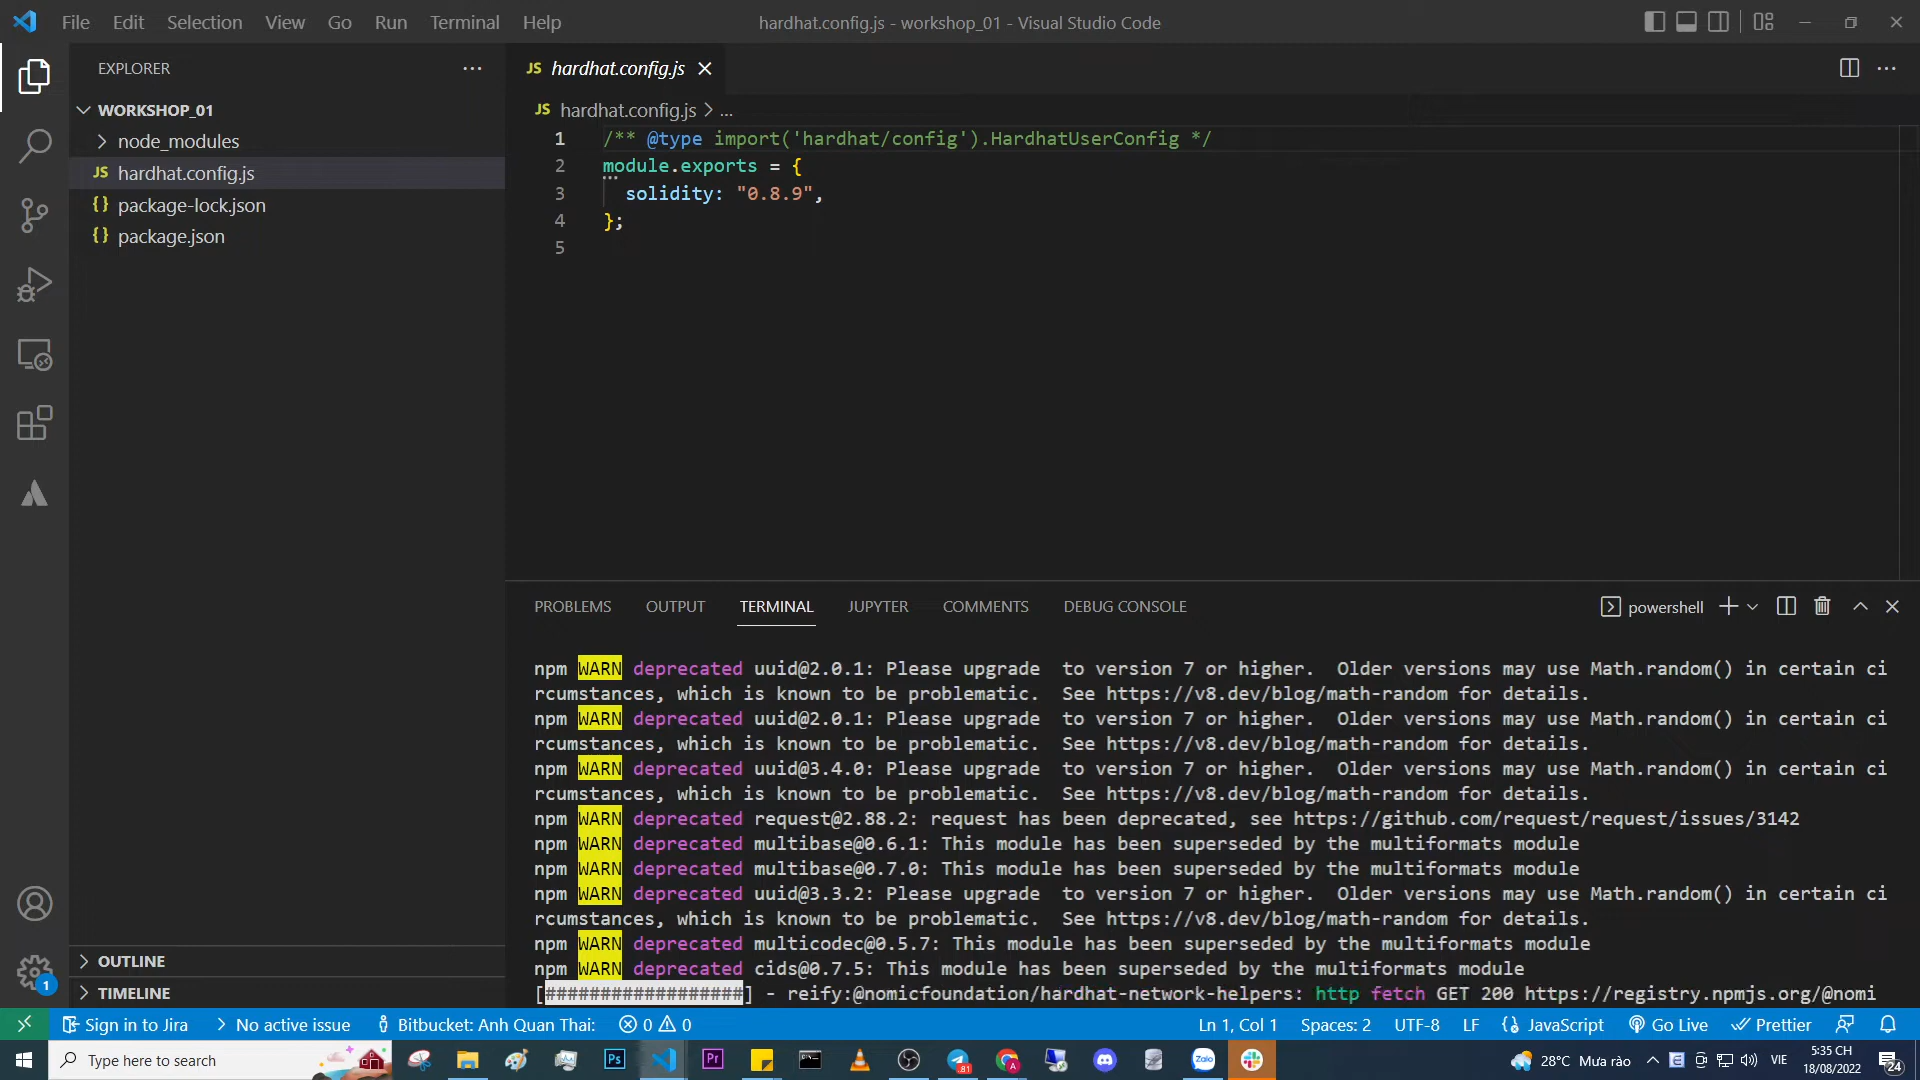 File Edit Selection View Go Run Terminal Help
hardhat.config.js - workshop_01 - Visual Studio Code
EXPLORER
WORKSHOP_01
node_modules
JS hardhat.config.js
{} package-lock.json
{} package.json
OUTLINE
TIMELINE
JS hardhat.config.js
JS hardhat.config.js > ...
1 /** @type import('hardhat/config').HardhatUserConfig */
2 module.exports = {
3 solidity: "0.8.9",
4 };
5
PROBLEMS OUTPUT TERMINAL JUPYTER COMMENTS DEBUG CONSOLE
powershell
npm WARN deprecated uuid@2.0.1: Please upgrade  to version 7 or higher.  Older versions may use Math.random() in certain ci
rcumstances, which is known to be problematic.  See https://v8.dev/blog/math-random for details.
npm WARN deprecated uuid@2.0.1: Please upgrade  to version 7 or higher.  Older versions may use Math.random() in certain ci
rcumstances, which is known to be problematic.  See https://v8.dev/blog/math-random for details.
npm WARN deprecated uuid@3.4.0: Please upgrade  to version 7 or higher.  Older versions may use Math.random() in certain ci
rcumstances, which is known to be problematic.  See https://v8.dev/blog/math-random for details.
npm WARN deprecated request@2.88.2: request has been deprecated, see https://github.com/request/request/issues/3142
npm WARN deprecated multibase@0.6.1: This module has been superseded by the multiformats module
npm WARN deprecated multibase@0.7.0: This module has been superseded by the multiformats module
npm WARN deprecated uuid@3.3.2: Please upgrade  to version 7 or higher.  Older versions may use Math.random() in certain ci
rcumstances, which is known to be problematic.  See https://v8.dev/blog/math-random for details.
npm WARN deprecated multicodec@0.5.7: This module has been superseded by the multiformats module
npm WARN deprecated cids@0.7.5: This module has been superseded by the multiformats module
[##################] - reify:@nomicfoundation/hardhat-network-helpers: http fetch GET 200 https://registry.npmjs.org/@nomi
1
Sign in to Jira No active issue Bitbucket: Anh Quan Thai: 0 0
Ln 1, Col 1 Spaces: 2 UTF-8 LF {} JavaScript Go Live Prettier
Type here to search
Ps
Pr
81
A
Zalo
28°C Mưa rào
VIE
5:35 CH
18/08/2022
24